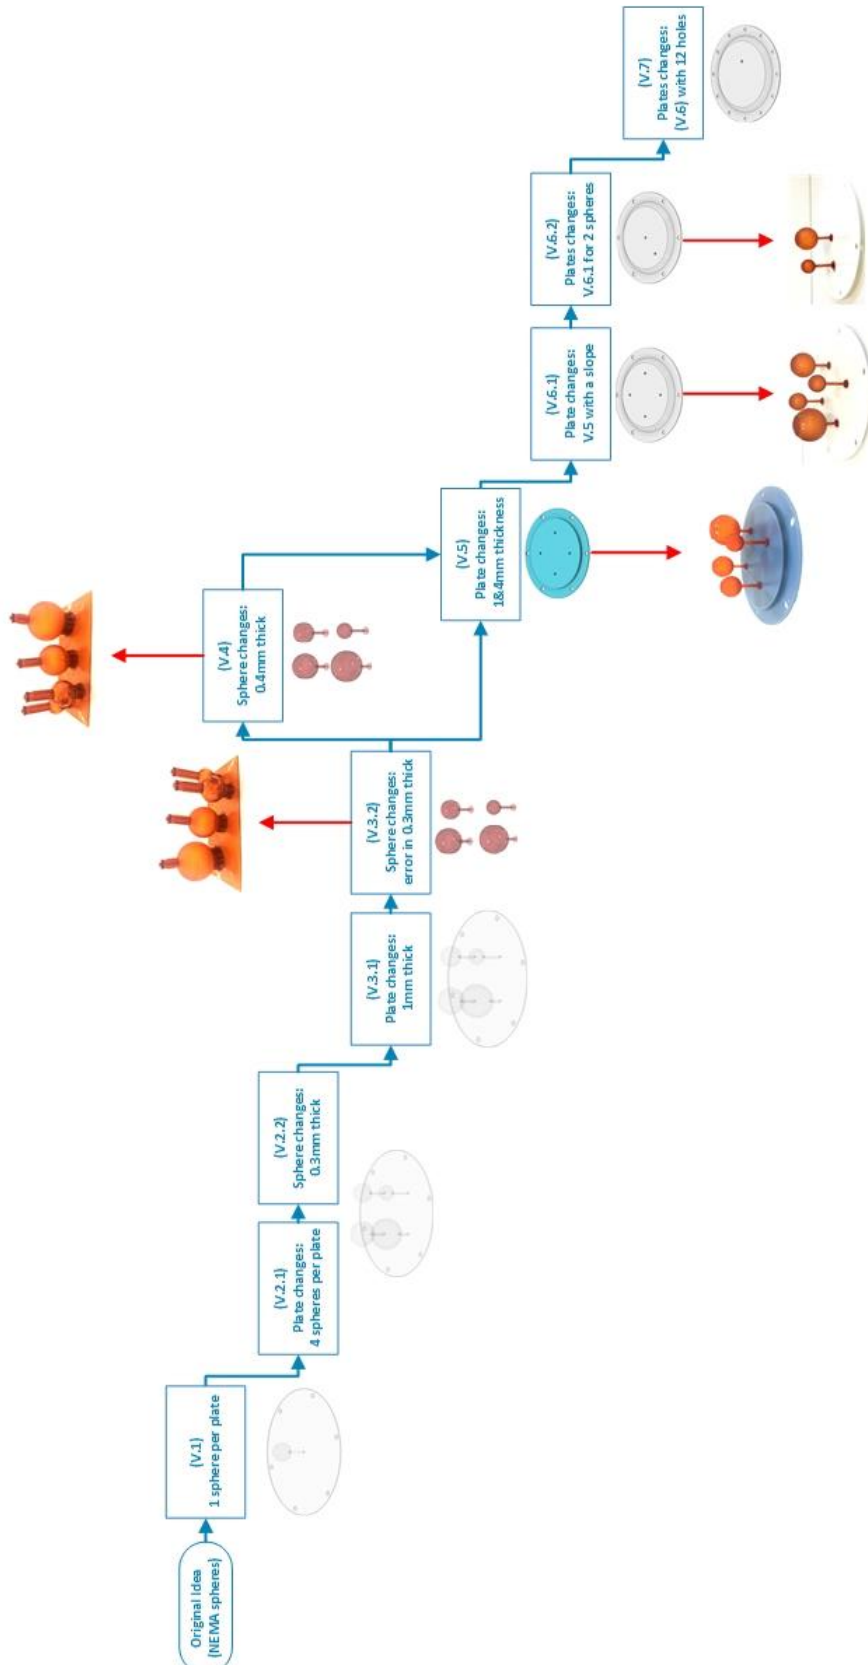 Original Idea
(NEMA spheres)
(V.1)
1 sphere per plate
(V.2.1)
Plate changes:
4 spheres per plate
(V.2.2)
Sphere changes:
0.3mm thick
(V.3.1)
Plate changes:
1mm thick
(V.3.2)
Sphere changes:
error in 0.3mm thick
(V.4)
Sphere changes:
0.4mm thick
(V.5)
Plate changes:
1&4mm thickness
(V.6.1)
Plate changes:
V.5 with a slope
(V.6.2)
Plates changes:
V.6.1 for 2 spheres
(V.7)
Plates changes:
(V.6) with 12 holes